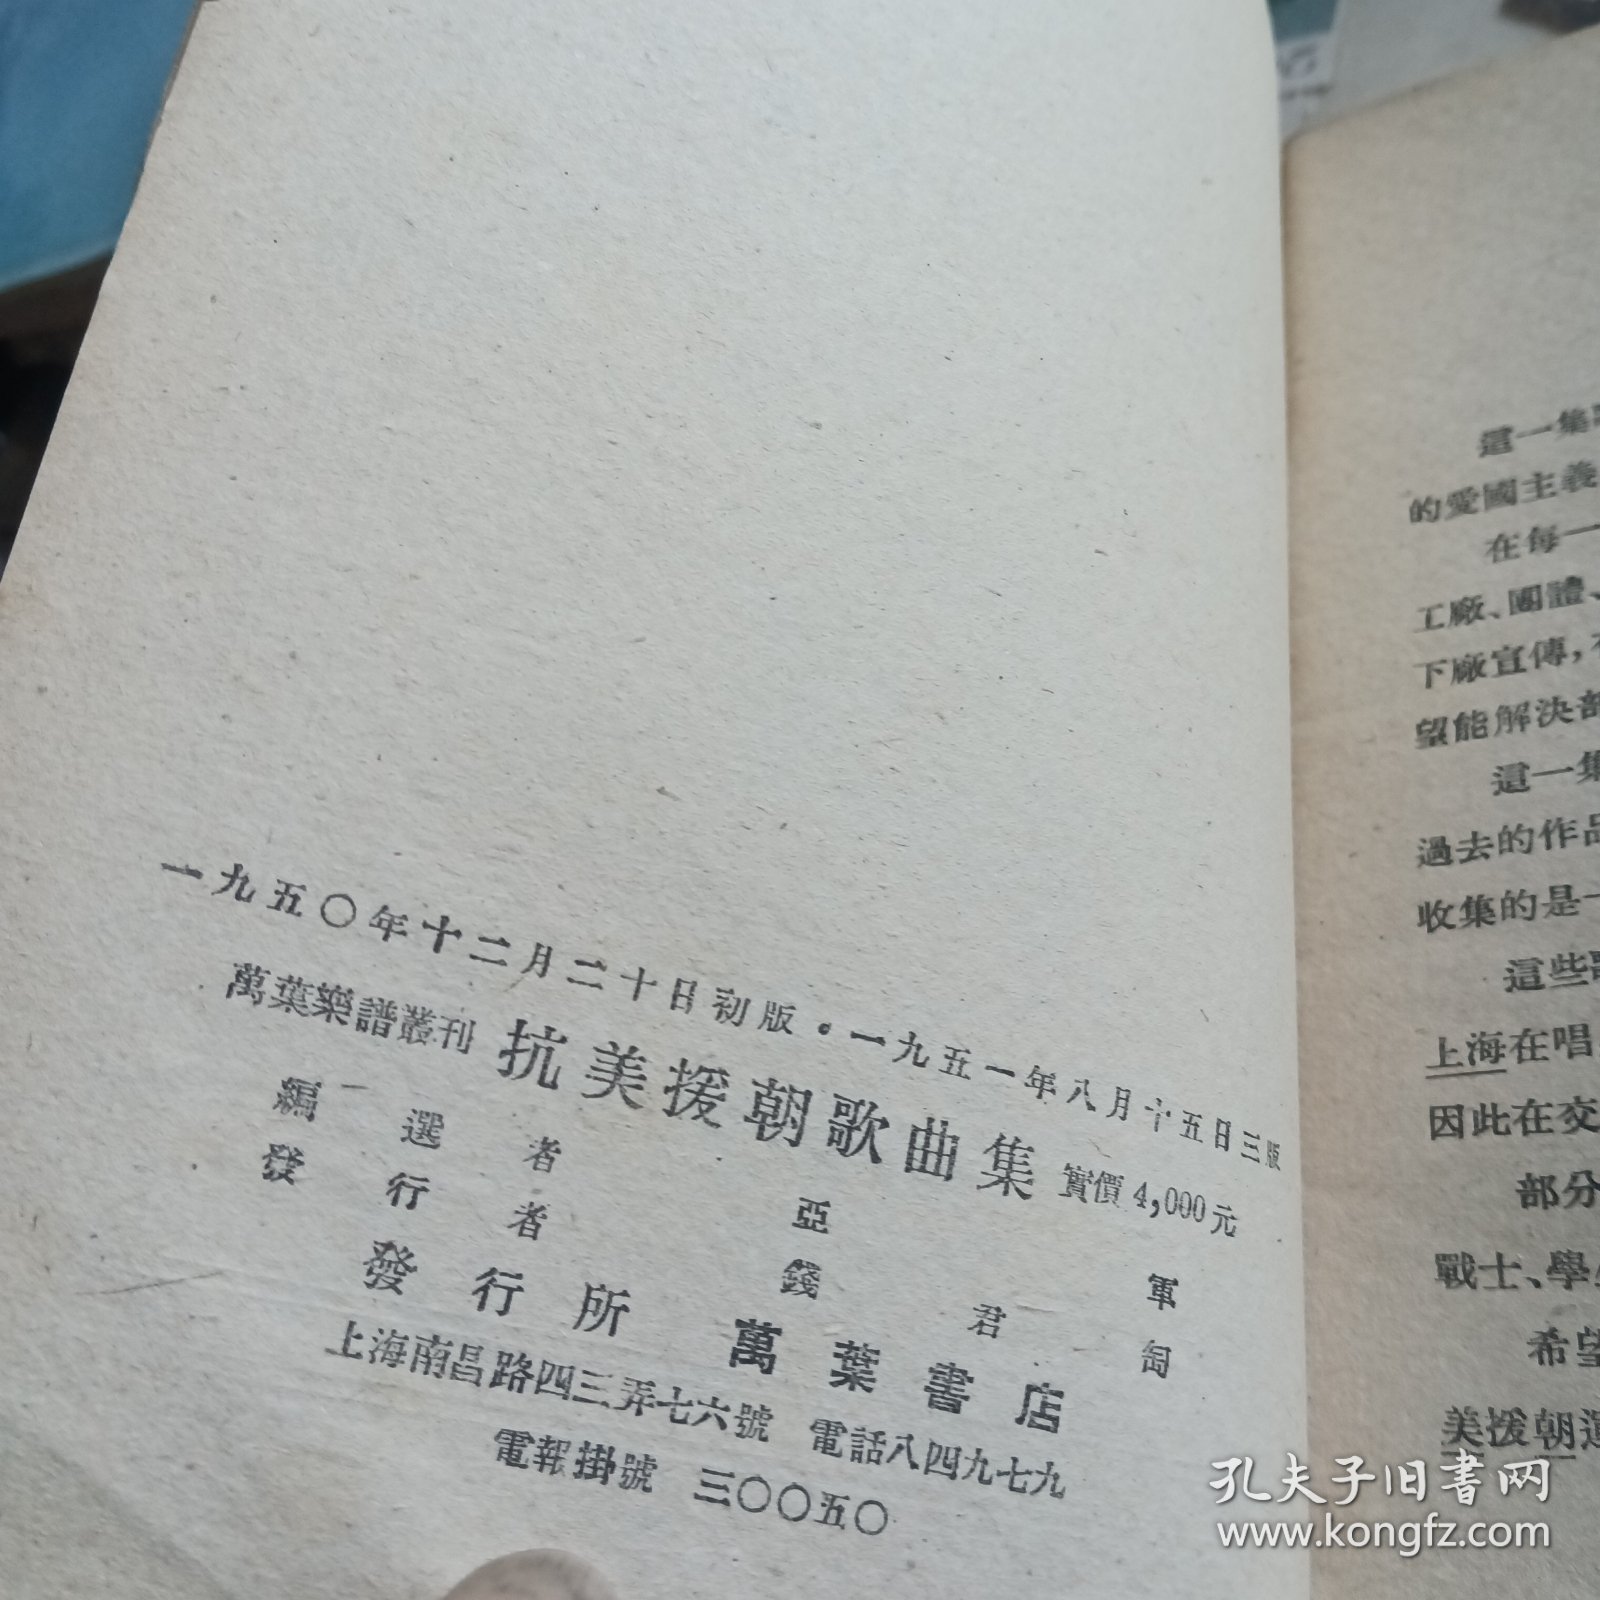 一九五〇年十二月二十日初版·一九五一年八月十五日三版
萬葉樂譜叢刊 抗美援朝歌曲集 實價4,000元
編選者 亞軍
發行者 錢君匋
發行所 萬葉書店
上海南昌路四三弄七六號 電話八四九七九
電報掛號 三〇〇五〇
這一集
的愛國主義
在每一
工廠、團體、
下廠宣傳，
望能解決部
這一集
過去的作品
收集的是一
這些
上海在唱
因此在交
部分
戰士、學
希望
美援朝運
孔夫子旧書网
www.kongfz.com